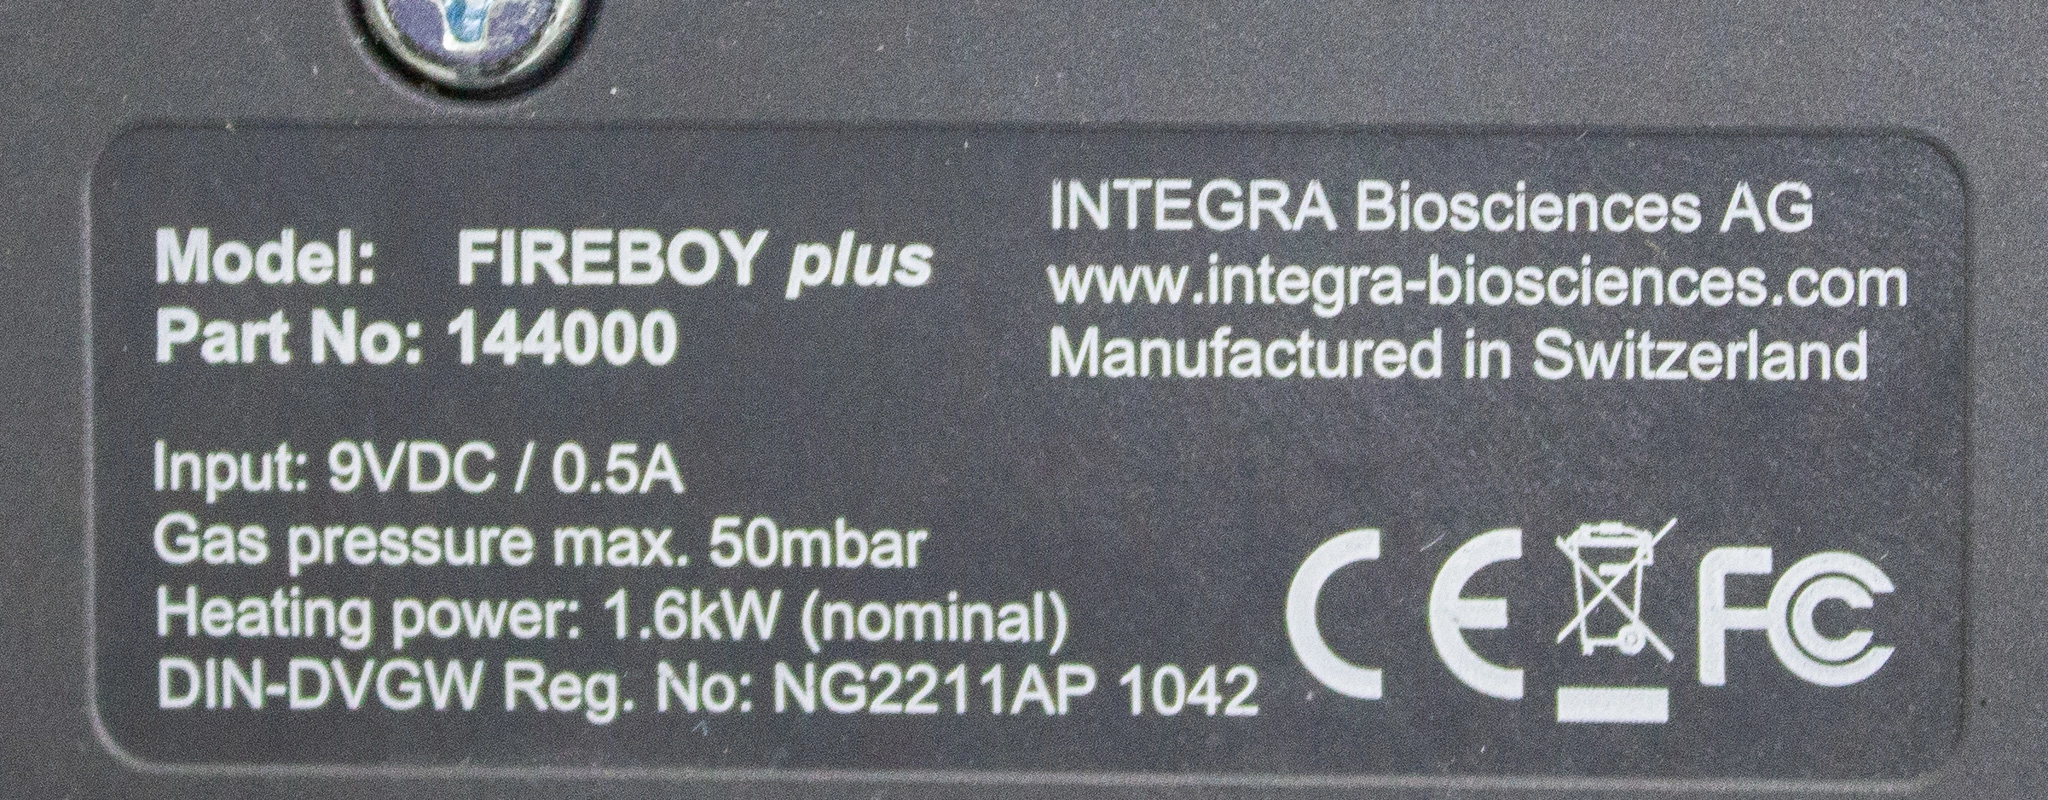 Model: FIREBOY plus
Part No: 144000
Input: 9VDC / 0.5A
Gas pressure max. 50mbar
Heating power: 1.6kW (nominal)
DIN-DVGW Reg. No: NG2211AP 1042
INTEGRA Biosciences AG
www.integra-biosciences.com
Manufactured in Switzerland
CE FC